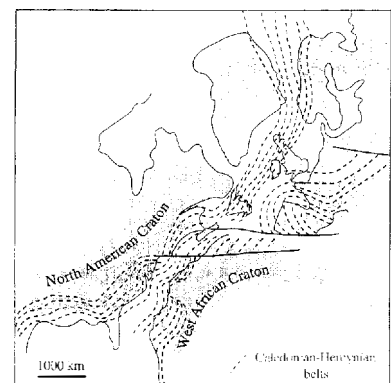 North American Craton
West African Craton
1000 km
Caledonian-Hercynian
belts